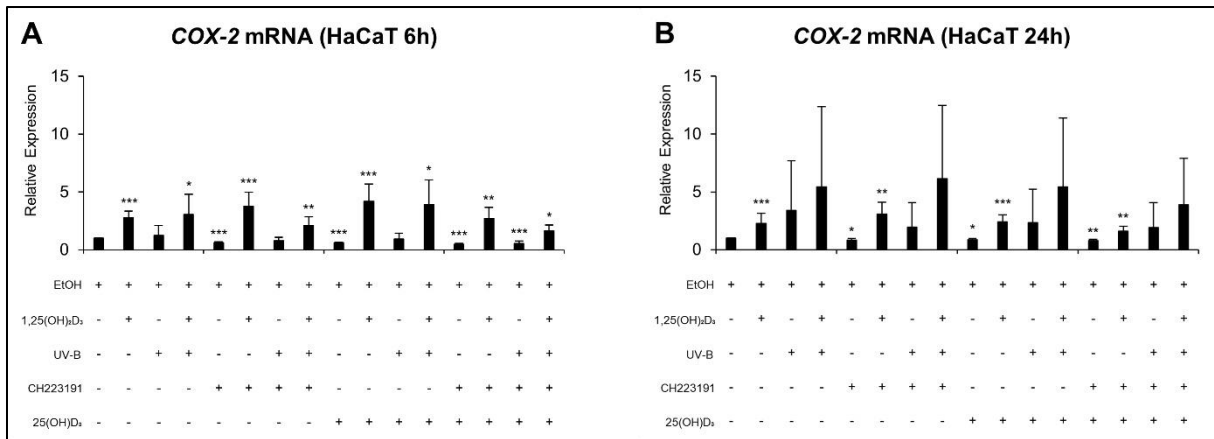 A
COX-2 mRNA (HaCaT 6h)
Relative Expression
15
10
5
0
*** * *** *** ** *** *** * *** ** *** *
EtOH + + + + + + + + + + + + + + + +
1,25(OH)₂D₃ - + - + - + - + - + - + - + - +
UV-B - - + + - - + + - - + + - - + +
CH223191 - - - - + + + + - - - - + + + +
25(OH)D₃ - - - - - - - - + + + + + + + +
B
COX-2 mRNA (HaCaT 24h)
Relative Expression
15
10
5
0
*** * ** * *** ** **
EtOH + + + + + + + + + + + + + + + +
1,25(OH)₂D₃ - + - + - + - + - + - + - + - +
UV-B - - + + - - + + - - + + - - + +
CH223191 - - - - + + + + - - - - + + + +
25(OH)D₃ - - - - - - - - + + + + + + + +